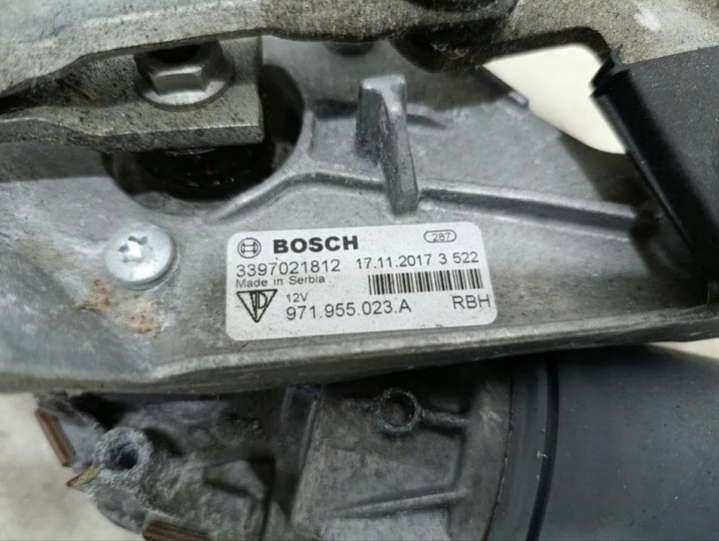 BOSCH 287
3397021812 17.11.2017 3 522
Made in Serbia
12V
971.955.023.A RBH